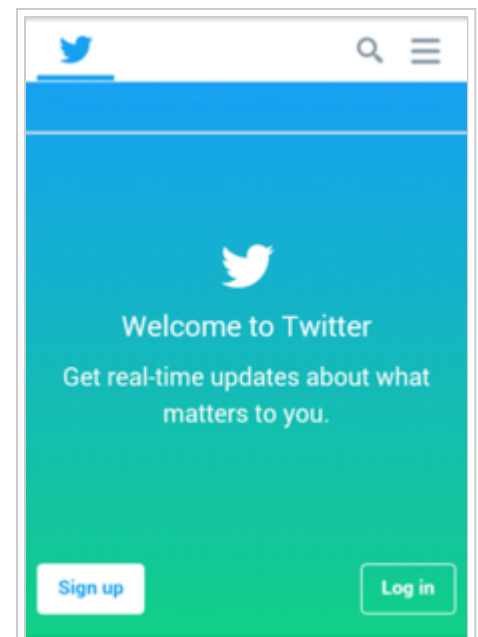 Welcome to Twitter
Get real-time updates about what
matters to you.
Sign up
Log in